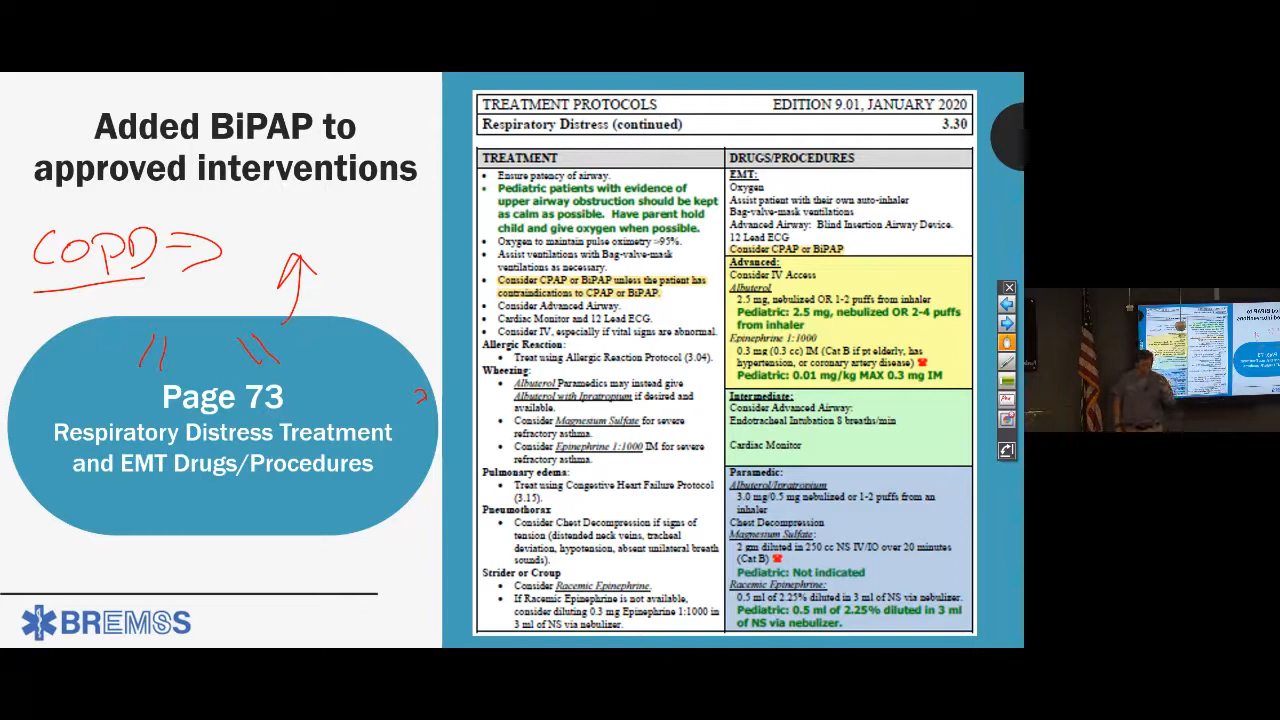 Added BiPAP to
approved interventions
COPD
Page 73
Respiratory Distress Treatment
and EMT Drugs/Procedures
BREMSS
TREATMENT PROTOCOLS
EDITION 9.01, JANUARY 2020
Respiratory Distress (continued)
3.30
TREATMENT
• Ensure patency of airway.
• Pediatric patients with evidence of
upper airway obstruction should be kept
as calm as possible. Have parent hold
child and give oxygen when possible.
• Oxygen to maintain pulse oximetry >95%.
• Assist ventilations with Bag-valve-mask
ventilations as necessary.
• Consider CPAP or BiPAP unless the patient has
contraindications to CPAP or BiPAP.
• Consider Advanced Airway.
• Cardiac Monitor and 12 Lead ECG.
• Consider IV, especially if vital signs are abnormal.
Allergic Reaction:
• Treat using Allergic Reaction Protocol (3.04).
Wheezing:
• Albuterol Paramedics may instead give
Albuterol with Ipratropium if desired and
available.
• Consider Magnesium Sulfate for severe
refractory asthma.
• Consider Epinephrine 1:1000 IM for severe
refractory asthma.
Pulmonary edema:
• Treat using Congestive Heart Failure Protocol
(3.15).
Pneumothorax
• Consider Chest Decompression if signs of
tension (distended neck veins, tracheal
deviation, hypotension, absent unilateral breath
sounds).
Strider or Croup
• Consider Racemic Epinephrine.
• If Racemic Epinephrine is not available,
consider diluting 0.3 mg Epinephrine 1:1000 in
3 ml of NS via nebulizer.
DRUGS/PROCEDURES
EMT:
Oxygen
Assist patient with their own auto-inhaler
Bag-valve-mask ventilations
Advanced Airway: Blind Insertion Airway Device.
12 Lead ECG
Consider CPAP or BiPAP
Advanced:
Consider IV Access
Albuterol
2.5 mg, nebulized OR 1-2 puffs from inhaler
Pediatric: 2.5 mg, nebulized OR 2-4 puffs
from inhaler
Epinephrine 1:1000
0.3 mg (0.3 cc) IM (Cat B if pt elderly, has
hypertension, or coronary artery disease)
Pediatric: 0.01 mg/kg MAX 0.3 mg IM
Intermediate:
Consider Advanced Airway:
Endotracheal Intubation 8 breaths/min
Cardiac Monitor
Paramedic:
Albuterol/Ipratropium
3.0 mg/0.5 mg nebulized or 1-2 puffs from an
inhaler
Chest Decompression
Magnesium Sulfate:
2 gm diluted in 250 cc NS IV/IO over 20 minutes
(Cat B)
Pediatric: Not indicated
Racemic Epinephrine:
0.5 ml of 2.25% diluted in 3 ml of NS via nebulizer.
Pediatric: 0.5 ml of 2.25% diluted in 3 ml
of NS via nebulizer.